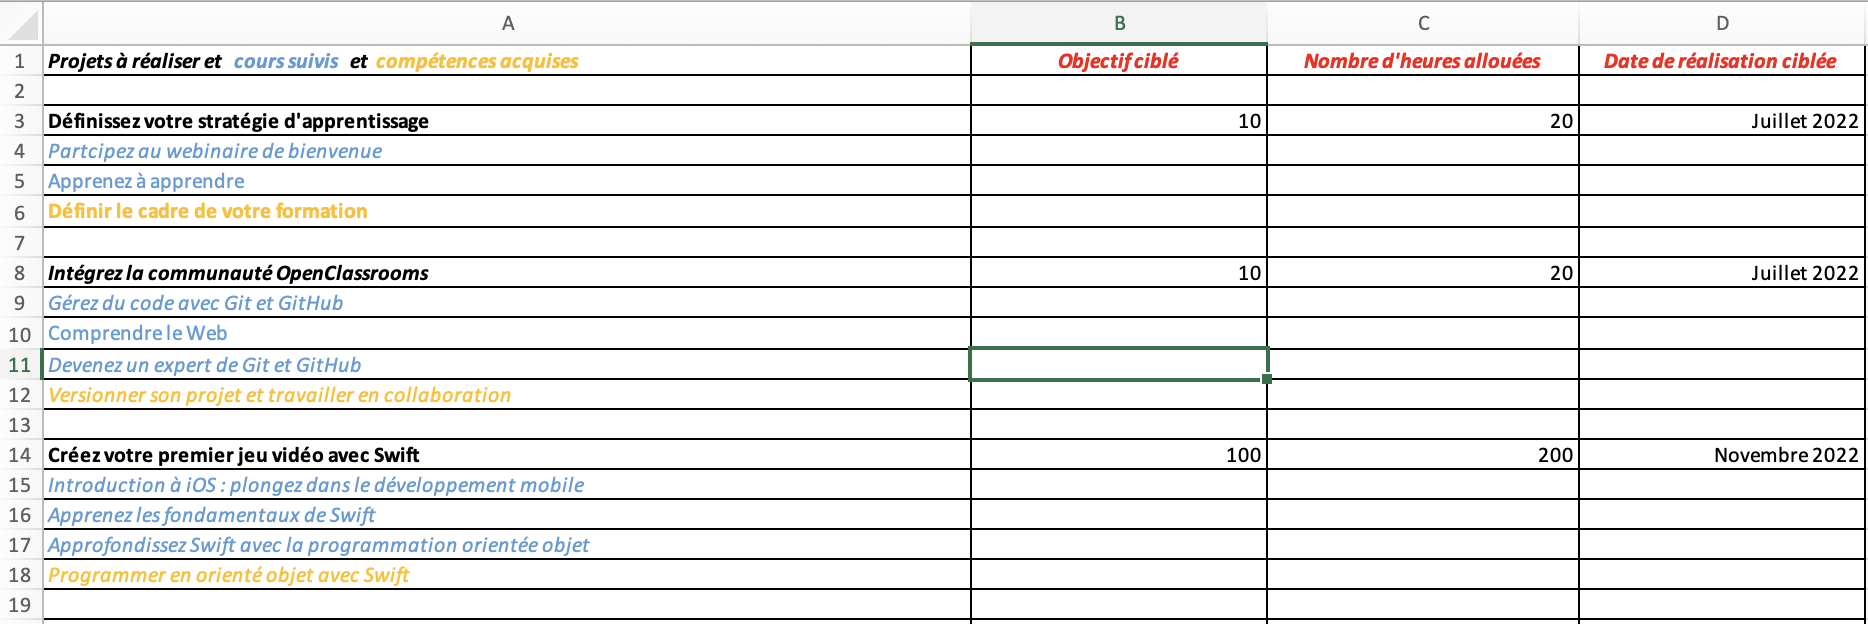 A B C D
1 Projets à réaliser et cours suivis et compétences acquises Objectif ciblé Nombre d'heures allouées Date de réalisation ciblée
2
3 Définissez votre stratégie d'apprentissage 10 20 Juillet 2022
4 Partcipez au webinaire de bienvenue
5 Apprenez à apprendre
6 Définir le cadre de votre formation
7
8 Intégrez la communauté OpenClassrooms 10 20 Juillet 2022
9 Gérez du code avec Git et GitHub
10 Comprendre le Web
11 Devenez un expert de Git et GitHub
12 Versionner son projet et travailler en collaboration
13
14 Créez votre premier jeu vidéo avec Swift 100 200 Novembre 2022
15 Introduction à iOS : plongez dans le développement mobile
16 Apprenez les fondamentaux de Swift
17 Approfondissez Swift avec la programmation orientée objet
18 Programmer en orienté objet avec Swift
19